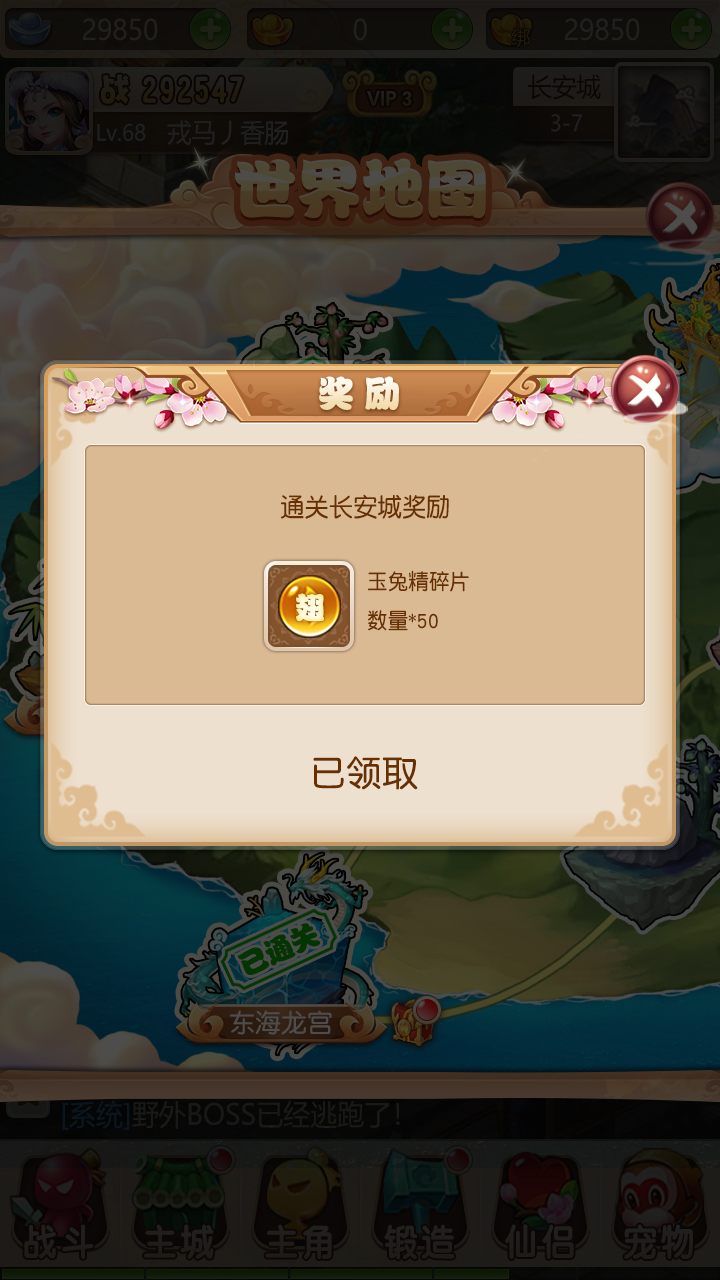 29850
0
绑
29850
战 292547
VIP 3
长安城
Lv.68 戎马丿香肠
3-7
世界地图
奖励
通关长安城奖励
翅
玉兔精碎片
数量*50
已领取
已通关
东海龙宫
[系统]野外BOSS已经逃跑了!
战斗
主城
主角
锻造
仙侣
宠物